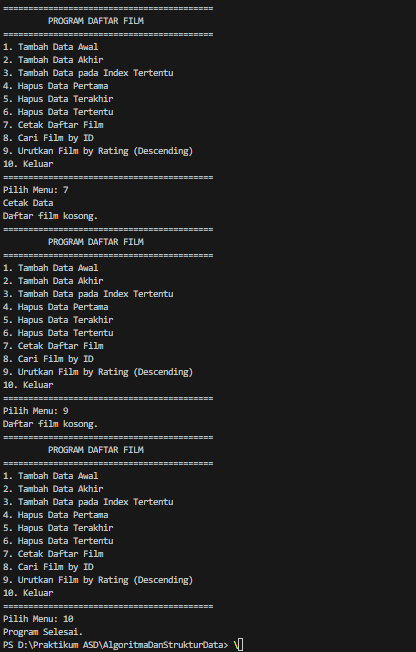 ==========================================
PROGRAM DAFTAR FILM
==========================================
1. Tambah Data Awal
2. Tambah Data Akhir
3. Tambah Data pada Index Tertentu
4. Hapus Data Pertama
5. Hapus Data Terakhir
6. Hapus Data Tertentu
7. Cetak Daftar Film
8. Cari Film by ID
9. Urutkan Film by Rating (Descending)
10. Keluar
==========================================
Pilih Menu: 7
Cetak Data
Daftar film kosong.
==========================================
PROGRAM DAFTAR FILM
==========================================
1. Tambah Data Awal
2. Tambah Data Akhir
3. Tambah Data pada Index Tertentu
4. Hapus Data Pertama
5. Hapus Data Terakhir
6. Hapus Data Tertentu
7. Cetak Daftar Film
8. Cari Film by ID
9. Urutkan Film by Rating (Descending)
10. Keluar
==========================================
Pilih Menu: 9
Daftar film kosong.
==========================================
PROGRAM DAFTAR FILM
==========================================
1. Tambah Data Awal
2. Tambah Data Akhir
3. Tambah Data pada Index Tertentu
4. Hapus Data Pertama
5. Hapus Data Terakhir
6. Hapus Data Tertentu
7. Cetak Daftar Film
8. Cari Film by ID
9. Urutkan Film by Rating (Descending)
10. Keluar
==========================================
Pilih Menu: 10
Program Selesai.
PS D:\Praktikum ASD\AlgoritmaDanStrukturData> \